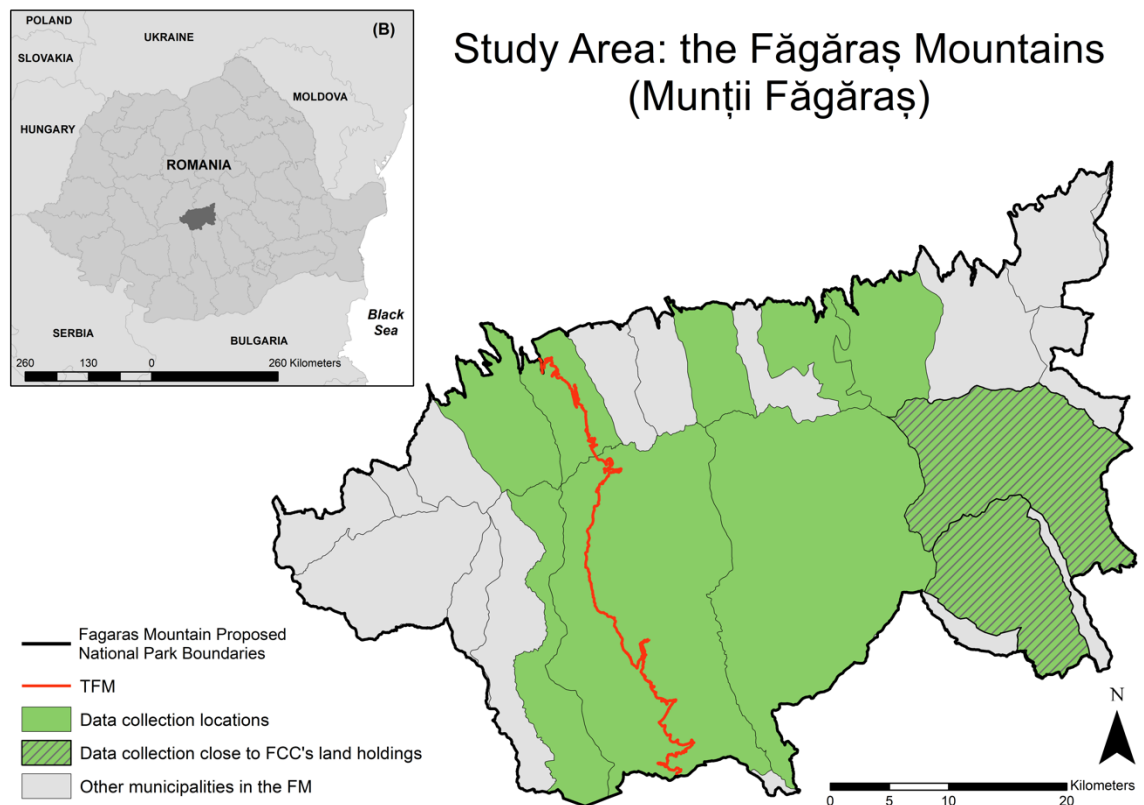 Study Area: the Făgăraș Mountains
(Munții Făgăraș)
(B)
POLAND
UKRAINE
SLOVAKIA
MOLDOVA
HUNGARY
ROMANIA
Black
Sea
SERBIA
BULGARIA
260 130 0 260 Kilometers
Fagaras Mountain Proposed
National Park Boundaries
TFM
Data collection locations
Data collection close to FCC's land holdings
Other municipalities in the FM
N
Kilometers
0 5 10 20